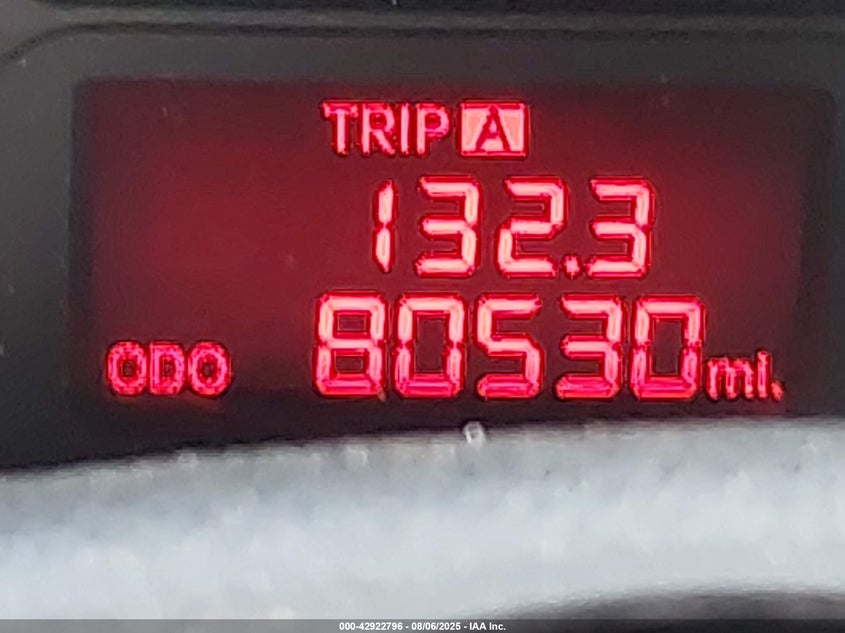 TRIP A
132.3
ODO 80530 mi.
000-42922796 - 08/06/2025 - IAA Inc.